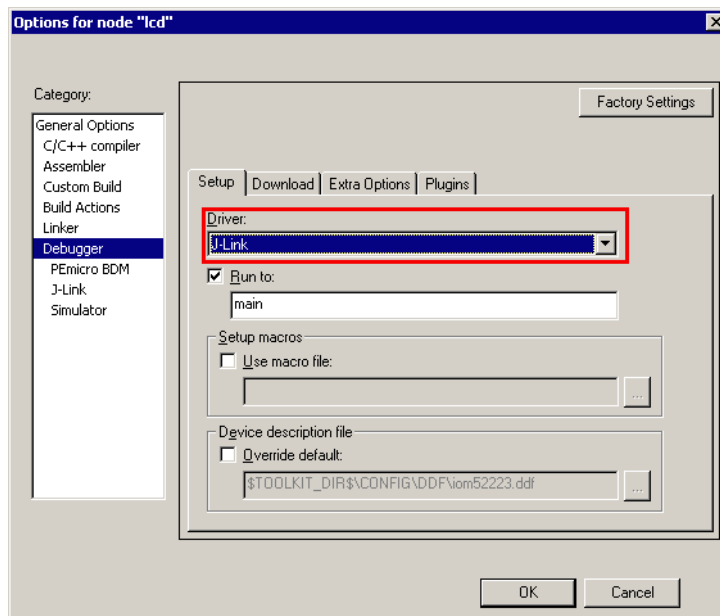 Options for node "lcd"
Category:
Factory Settings
General Options
C/C++ compiler
Assembler
Custom Build
Build Actions
Linker
Debugger
PEmicro BDM
J-Link
Simulator
Setup
Download
Extra Options
Plugins
Driver:
J-Link
Run to:
main
Setup macros
Use macro file:
...
Device description file
Override default:
$TOOLKIT_DIR$\CONFIG\DDF\iom52223.ddf
...
OK
Cancel